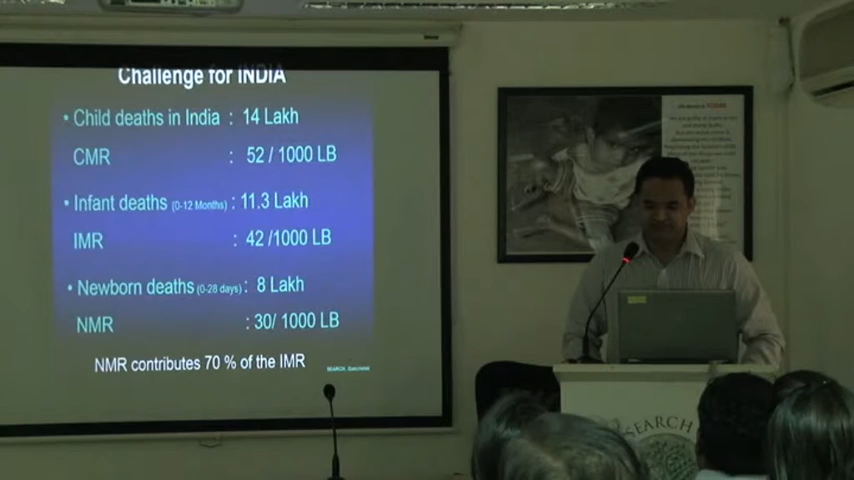 Challenge for INDIA
• Child deaths in India : 14 Lakh
CMR : 52 / 1000 LB
• Infant deaths (0-12 Months) : 11.3 Lakh
IMR : 42 /1000 LB
• Newborn deaths (0-28 days) : 8 Lakh
NMR : 30/ 1000 LB
NMR contributes 70 % of the IMR
SEARCH,
SEARCH